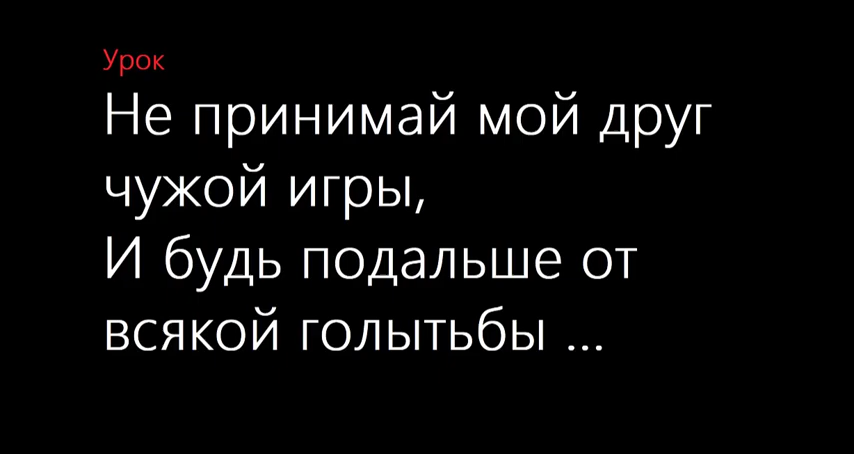 Урок
Не принимай мой друг
чужой игры,
И будь подальше от
всякой голытьбы ...